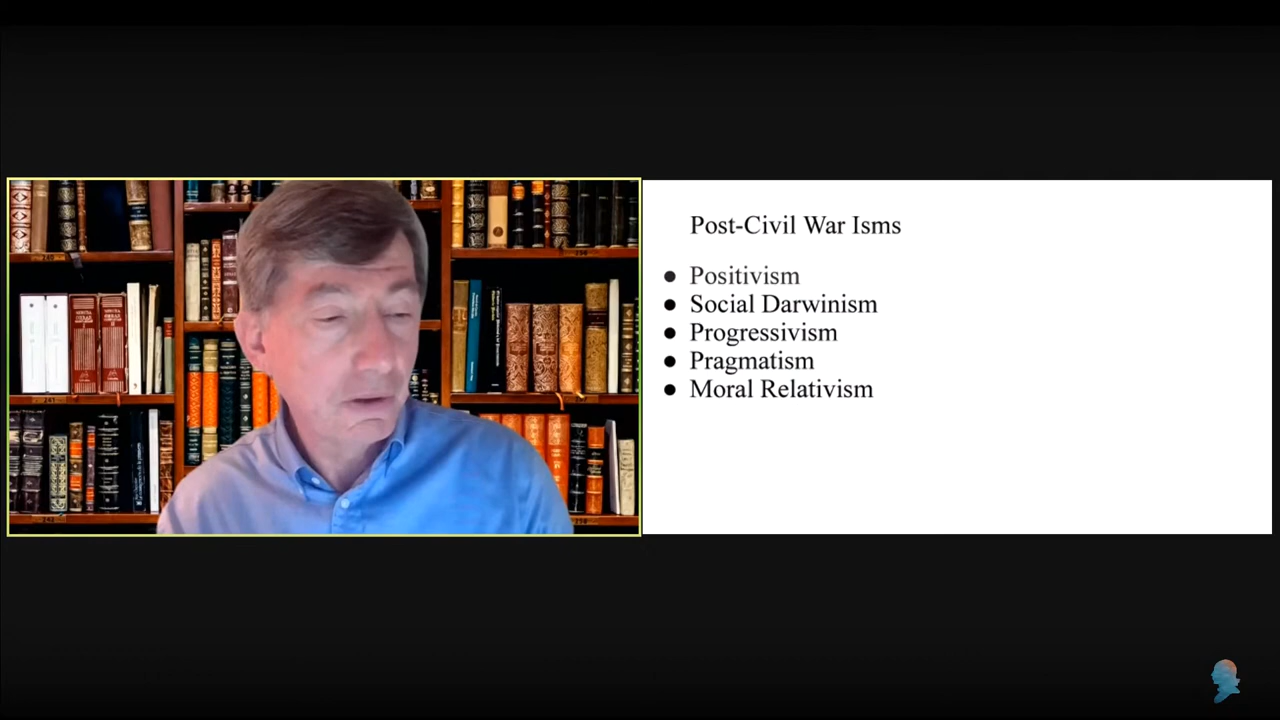 Post-Civil War Isms
● Positivism
● Social Darwinism
● Progressivism
● Pragmatism
● Moral Relativism